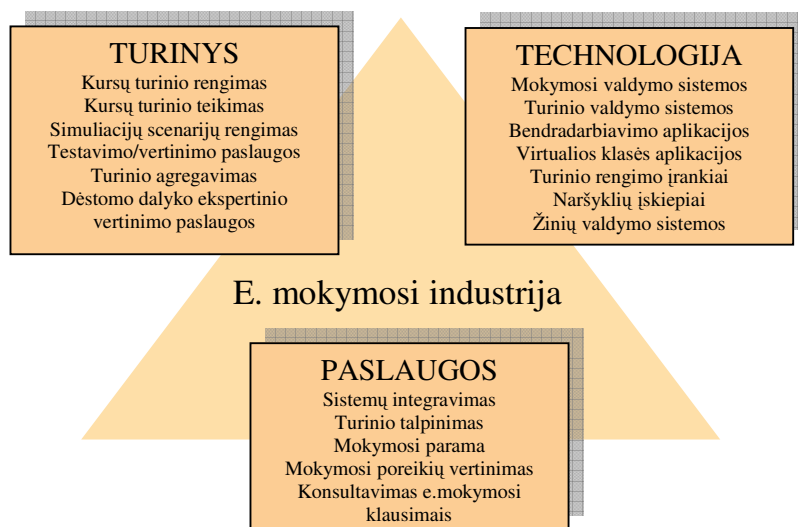 TURINYS
Kursų turinio rengimas
Kursų turinio teikimas
Simuliacijų scenarijų rengimas
Testavimo/vertinimo paslaugos
Turinio agregavimas
Dėstomo dalyko ekspertinio
vertinimo paslaugos
TECHNOLOGIJA
Mokymosi valdymo sistemos
Turinio valdymo sistemos
Bendradarbiavimo aplikacijos
Virtualios klasės aplikacijos
Turinio rengimo įrankiai
Naršyklių įskiepiai
Žinių valdymo sistemos
E. mokymosi industrija
PASLAUGOS
Sistemų integravimas
Turinio talpinimas
Mokymosi parama
Mokymosi poreikių vertinimas
Konsultavimas e.mokymosi
klausimais